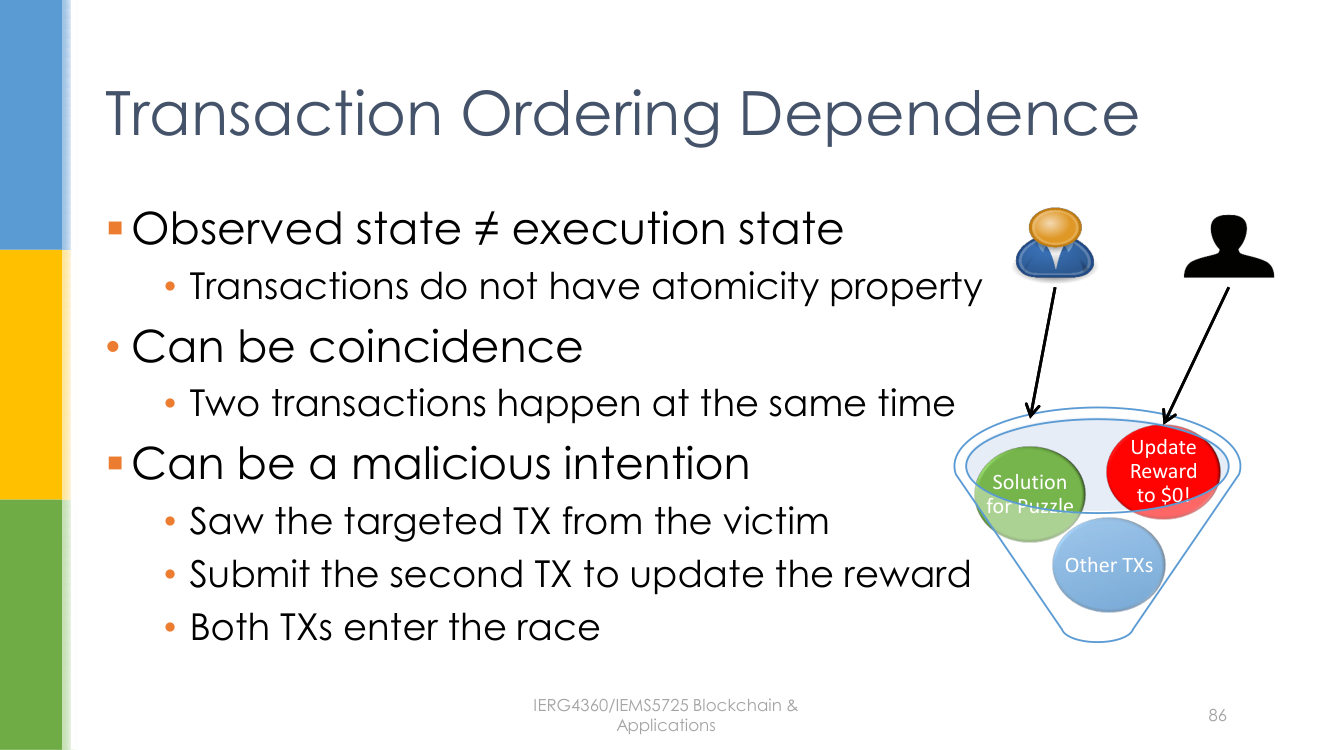 Transaction Ordering Dependence
Observed state ≠ execution state
Transactions do not have atomicity property
Can be coincidence
Two transactions happen at the same time
Can be a malicious intention
Saw the targeted TX from the victim
Submit the second TX to update the reward
Both TXs enter the race
Solution
for Puzzle
Update
Reward
to $0!
Other TXs
IERG4360/IEMS5725 Blockchain &
Applications
86